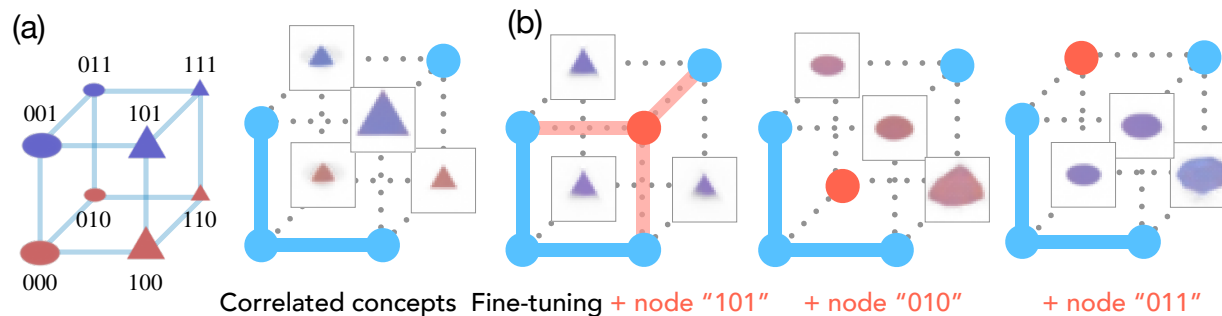 (a)
(b)
011
111
001
101
010
110
000
100
Correlated concepts
Fine-tuning + node “101”
+ node “010”
+ node “011”